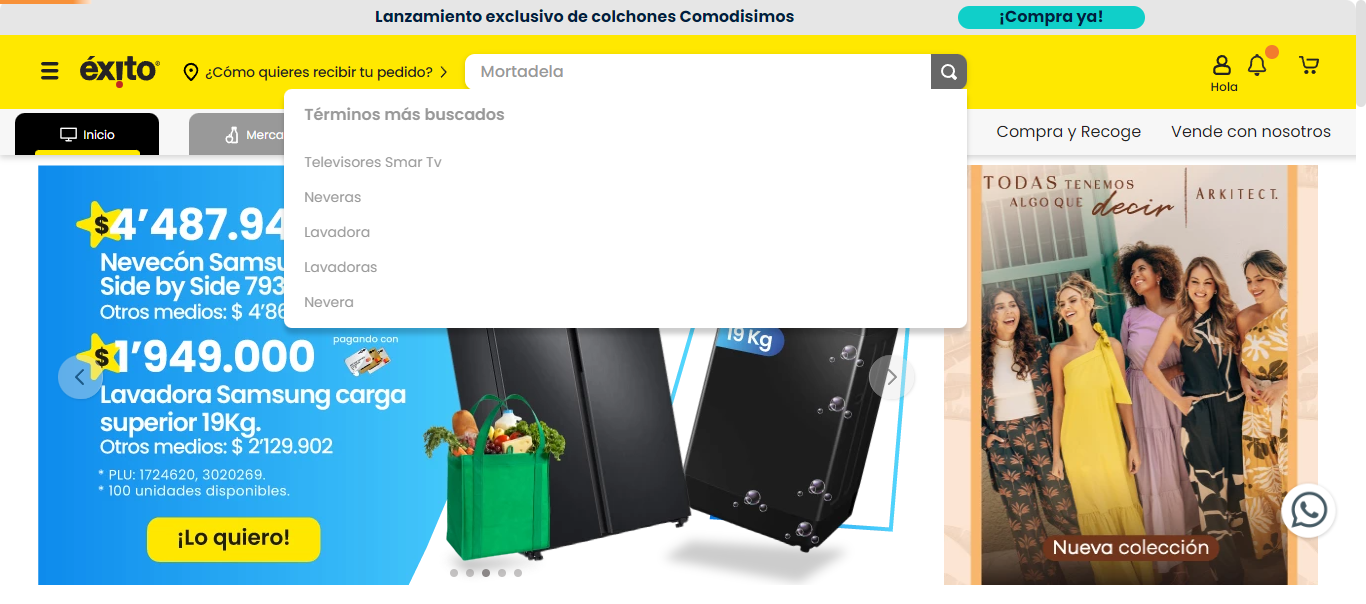 Lanzamiento exclusivo de colchones Comodisimos
¡Compra ya!
éxito
¿Cómo quieres recibir tu pedido?
Mortadela
Hola
Inicio
Merca
Compra y Recoge
Vende con nosotros
Términos más buscados
Televisores Smar Tv
Neveras
Lavadora
Lavadoras
Nevera
$4’487.94
Nevecón Samsu
Side by Side 793
Otros medios: $ 4’86
pagando con
$1’949.000
Lavadora Samsung carga
superior 19Kg.
Otros medios: $ 2’129.902
* PLU: 1724620, 3020269.
* 100 unidades disponibles.
¡Lo quiero!
19 Kg
TODAS TENEMOS
ALGO QUE decir
ARKITECT.
Nueva colección